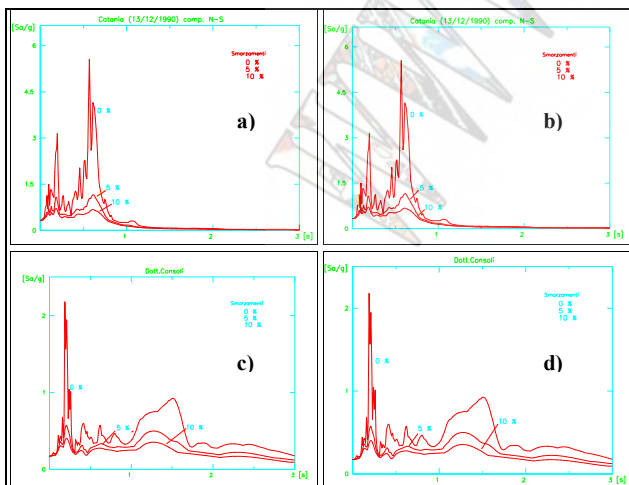 Catania (13/12/1990) comp. N-S
[Sa/g]
Smorzamenti
0 %
5 %
10 %
6
4.5
3
1.5
0
1
2
3 [s]
0 %
5 %
10 %
a)
Catania (13/12/1990) comp. N-S
[Sa/g]
Smorzamenti
0 %
5 %
10 %
6
4.5
3
1.5
0
1
2
3 [s]
0 %
5 %
10 %
b)
[Sa/g]
Dott.Consoli
Smorzamenti
0 %
5 %
10 %
2
1
0
1
2
3 [s]
0 %
5 %
10 %
c)
[Sa/g]
Dott.Consoli
Smorzamenti
0 %
5 %
10 %
2
1
0
1
2
3 [s]
0 %
5 %
10 %
d)